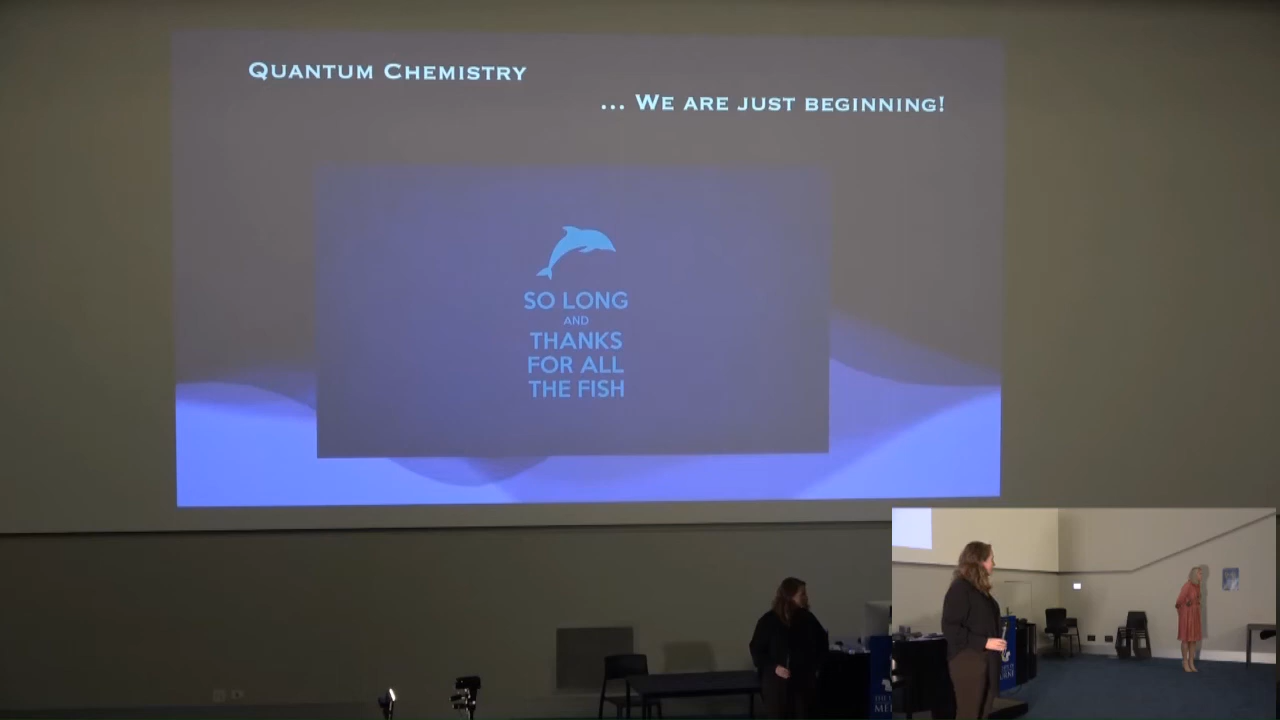 QUANTUM CHEMISTRY
... WE ARE JUST BEGINNING!
SO LONG
AND
THANKS
FOR ALL
THE FISH